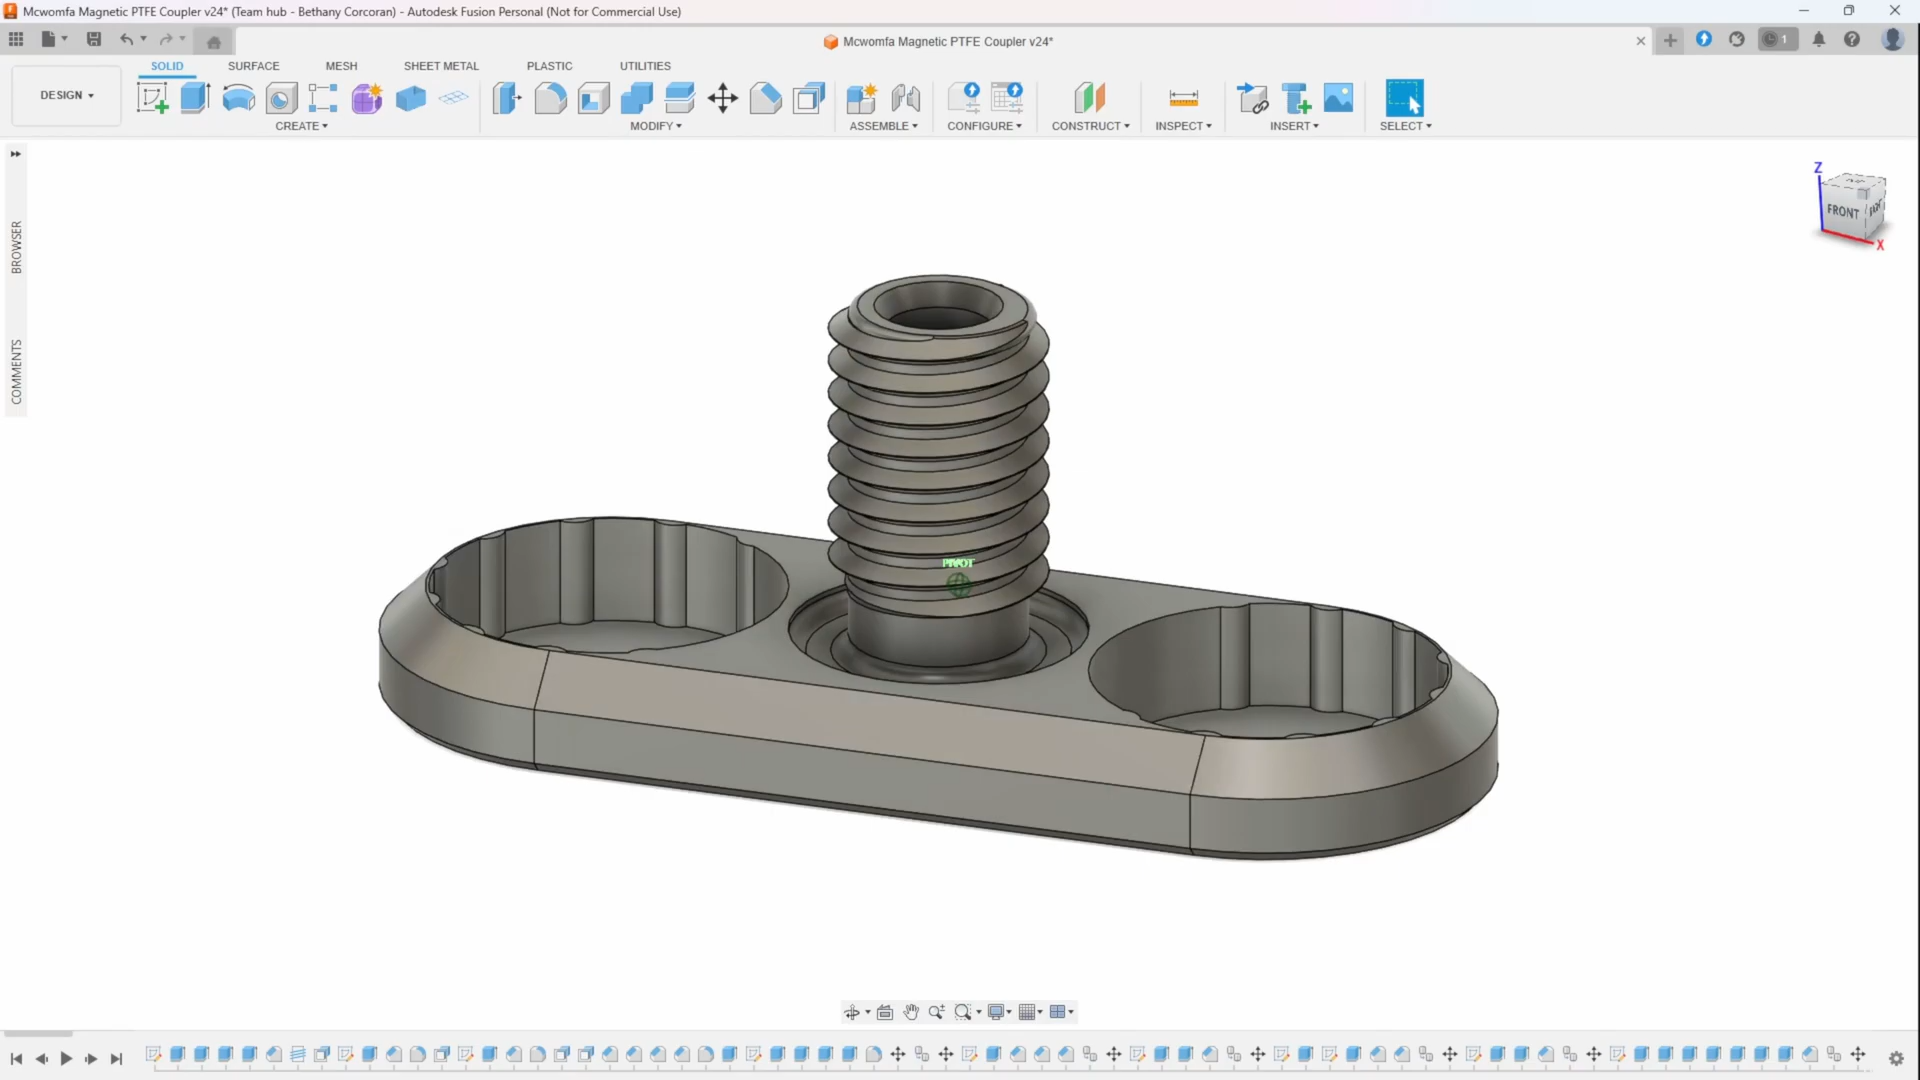 Mcwomfa Magnetic PTFE Coupler v24* (Team hub - Bethany Corcoran) - Autodesk Fusion Personal (Not for Commercial Use)
Mcwomfa Magnetic PTFE Coupler v24*
1
DESIGN
SOLID
SURFACE
MESH
SHEET METAL
PLASTIC
UTILITIES
CREATE
MODIFY
ASSEMBLE
CONFIGURE
CONSTRUCT
INSPECT
INSERT
SELECT
BROWSER
COMMENTS
Z
FRONT
X
PIVOT